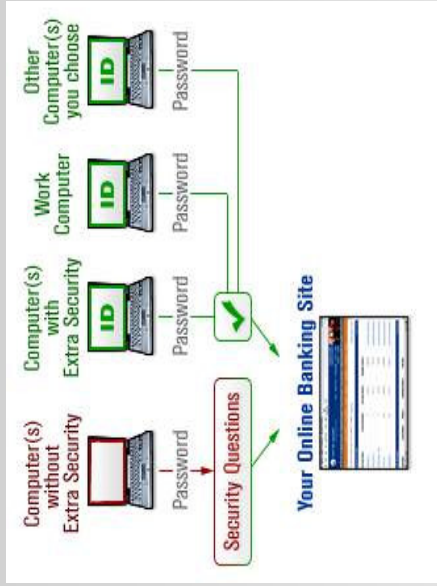 Computer(s)
without
Extra Security
Password
Security Questions
Computer(s)
with
Extra Security
ID
Password
Work
Computer
ID
Password
Other
Computer(s)
you choose
ID
Password
Your Online Banking Site